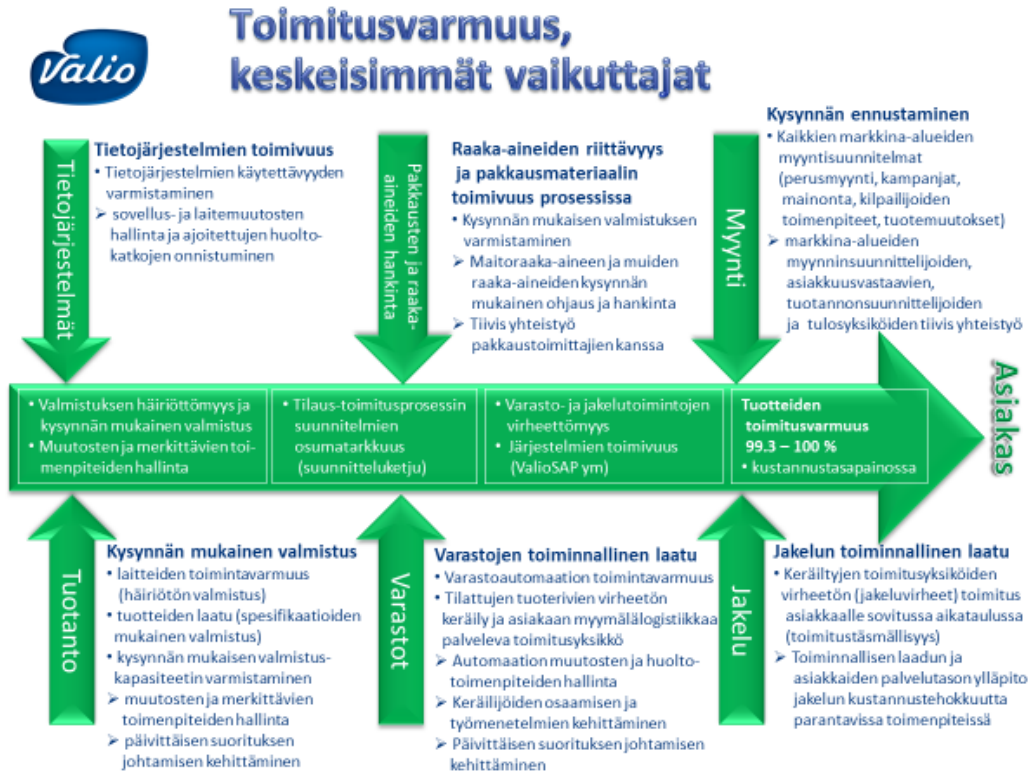 Valio
Toimitusvarmuus,
keskeisimmät vaikuttajat
Tietojärjestelmät
Tietojärjestelmien toimivuus
• Tietojärjestelmien käytettävyyden
varmistaminen
➢ sovellus- ja laitemuutosten
hallinta ja ajoitettujen huolto-
katkojen onnistuminen
Pakkausten ja raaka-
aineiden hankinta
Raaka-aineiden riittävyys
ja pakkausmateriaalin
toimivuus prosessissa
• Kysynnän mukaisen valmistuksen
varmistaminen
➢ Maitoraaka-aineen ja muiden
raaka-aineiden kysynnän
mukainen ohjaus ja hankinta
➢ Tiivis yhteistyö
pakkaustoimittajien kanssa
Myynti
Kysynnän ennustaminen
• Kaikkien markkina-alueiden
myyntisuunnitelmat
(perusmyynti, kampanjat,
mainonta, kilpailijoiden
toimenpiteet, tuotemuutokset)
➢ markkina-alueiden
myynninsuunnittelijoiden,
asiakkuusvastaavien,
tuotannonsuunnittelijoiden
ja tulosyksiköiden tiivis yhteistyö
• Valmistuksen häiriöttömyys ja
kysynnän mukainen valmistus
• Muutosten ja merkittävien toi-
menpiteiden hallinta
• Tilaus-toimitusprosessin
suunnitelmien
osumatarkkuus
(suunnitteluketju)
• Varasto- ja jakelutoimintojen
virheettömyys
• Järjestelmien toimivuus
(ValioSAP ym)
Tuotteiden
toimitusvarmuus
99.3 – 100 %
• kustannustasapainossa
Asiakas
Tuotanto
Kysynnän mukainen valmistus
• laitteiden toimintavarmuus
(häiriötön valmistus)
• tuotteiden laatu (spesifikaatioiden
mukainen valmistus)
• kysynnän mukaisen valmistus-
kapasiteetin varmistaminen
➢ muutosten ja merkittävien
toimenpiteiden hallinta
➢ päivittäisen suorituksen
johtamisen kehittäminen
Varastot
Varastojen toiminnallinen laatu
• Varastoautomaation toimintavarmuus
• Tilattujen tuoterivien virheetön
keräily ja asiakaan myymälälogistiikkaa
palveleva toimitusyksikkö
➢ Automaation muutosten ja huolto-
toimenpiteiden hallinta
➢ Keräilijöiden osaamisen ja
työmenetelmien kehittäminen
➢ Päivittäisen suorituksen johtamisen
kehittäminen
Jakelu
Jakelun toiminnallinen laatu
• Keräiltyjen toimitusyksiköiden
virheetön (jakeluvirheet) toimitus
asiakkaalle sovitussa aikataulussa
(toimitustäsmällisyys)
➢ Toiminnallisen laadun ja
asiakkaiden palvelutason ylläpito
jakelun kustannustehokkuutta
parantavissa toimenpiteissä